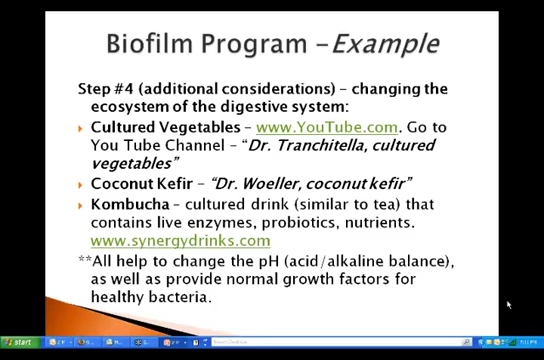 Biofilm Program –Example
Step #4 (additional considerations) – changing the
ecosystem of the digestive system:
Cultured Vegetables – www.YouTube.com. Go to
You Tube Channel – “Dr. Tranchitella, cultured
vegetables”
Coconut Kefir – “Dr. Woeller, coconut kefir”
Kombucha – cultured drink (similar to tea) that
contains live enzymes, probiotics, nutrients.
www.synergydrinks.com
**All help to change the pH (acid/alkaline balance),
as well as provide normal growth factors for
healthy bacteria.
start